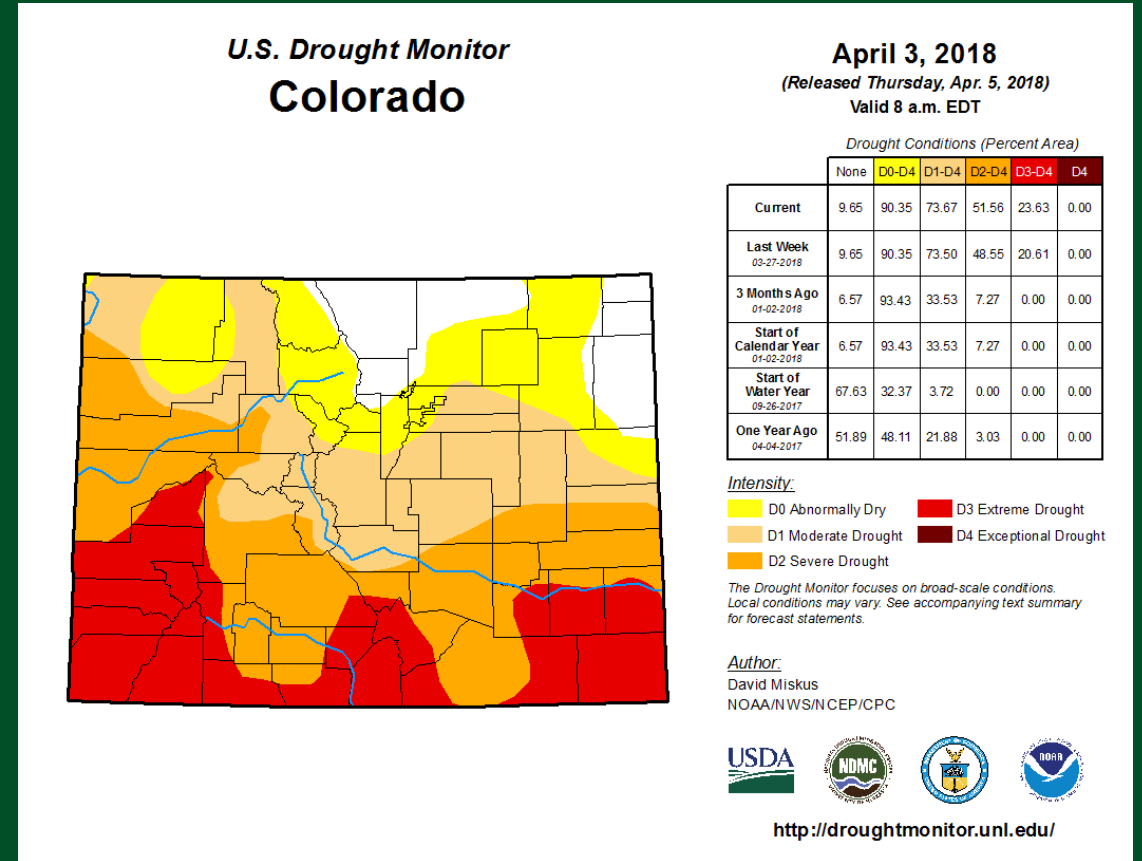 U.S. Drought Monitor
Colorado
April 3, 2018
(Released Thursday, Apr. 5, 2018)
Valid 8 a.m. EDT
Drought Conditions (Percent Area)
None D0-D4 D1-D4 D2-D4 D3-D4 D4
Current 9.65 90.35 73.67 51.56 23.63 0.00
Last Week
03-27-2018 9.65 90.35 73.50 48.55 20.61 0.00
3 Months Ago
01-02-2018 6.57 93.43 33.53 7.27 0.00 0.00
Start of
Calendar Year
01-02-2018 6.57 93.43 33.53 7.27 0.00 0.00
Start of
Water Year
09-26-2017 67.63 32.37 3.72 0.00 0.00 0.00
One Year Ago
04-04-2017 51.89 48.11 21.88 3.03 0.00 0.00
Intensity:
D0 Abnormally Dry
D1 Moderate Drought
D2 Severe Drought
D3 Extreme Drought
D4 Exceptional Drought
The Drought Monitor focuses on broad-scale conditions.
Local conditions may vary. See accompanying text summary
for forecast statements.
Author:
David Miskus
NOAA/NWS/NCEP/CPC
USDA
NDMC
NOAA
http://droughtmonitor.unl.edu/